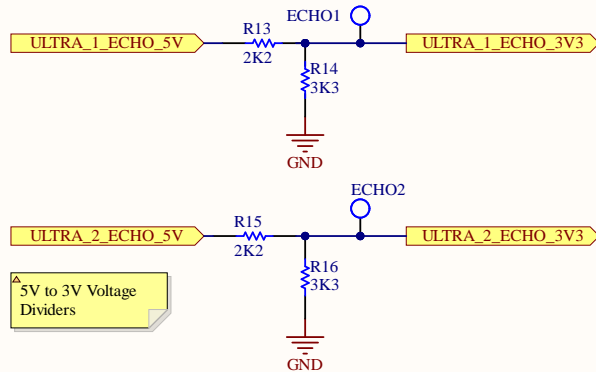 ECHO1
ULTRA_1_ECHO_5V
R13
2K2
ULTRA_1_ECHO_3V3
R14
3K3
GND
ECHO2
ULTRA_2_ECHO_5V
R15
2K2
ULTRA_2_ECHO_3V3
R16
3K3
5V to 3V Voltage
Dividers
GND